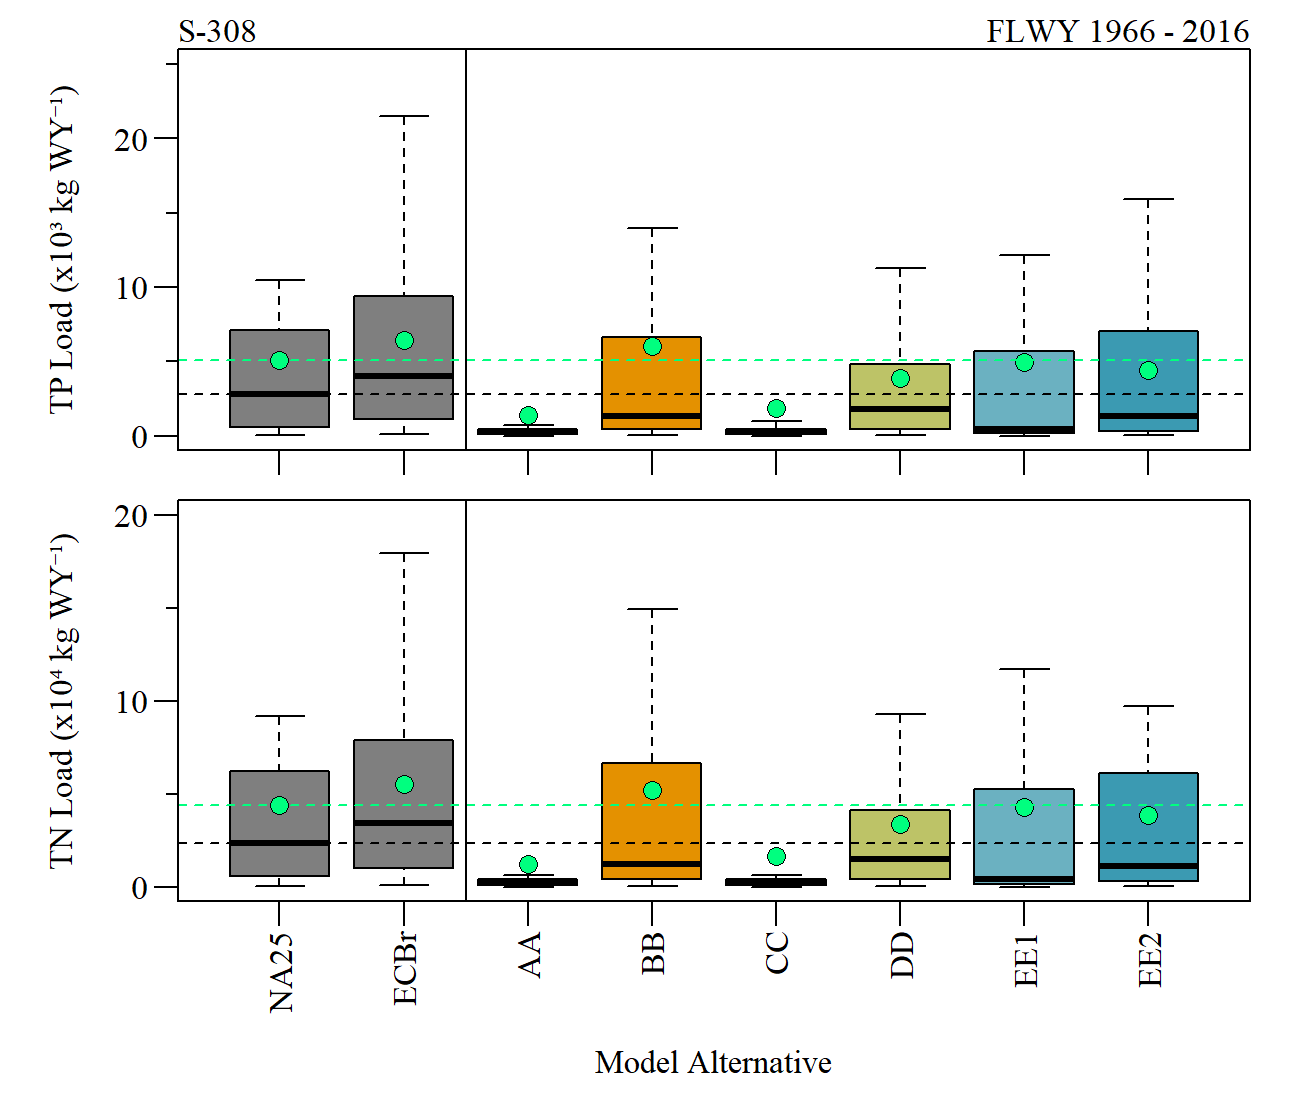 S-308 FLWY 1966 - 2016
TP Load (x10³ kg WY⁻¹)
20
10
0
TN Load (x10⁴ kg WY⁻¹)
20
10
0
NA25 ECBr AA BB CC DD EE1 EE2
Model Alternative